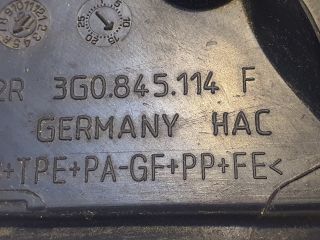 2R 3G0.845.114 F
GERMANY HAC
+TPE+PA-GF+PP+FE<